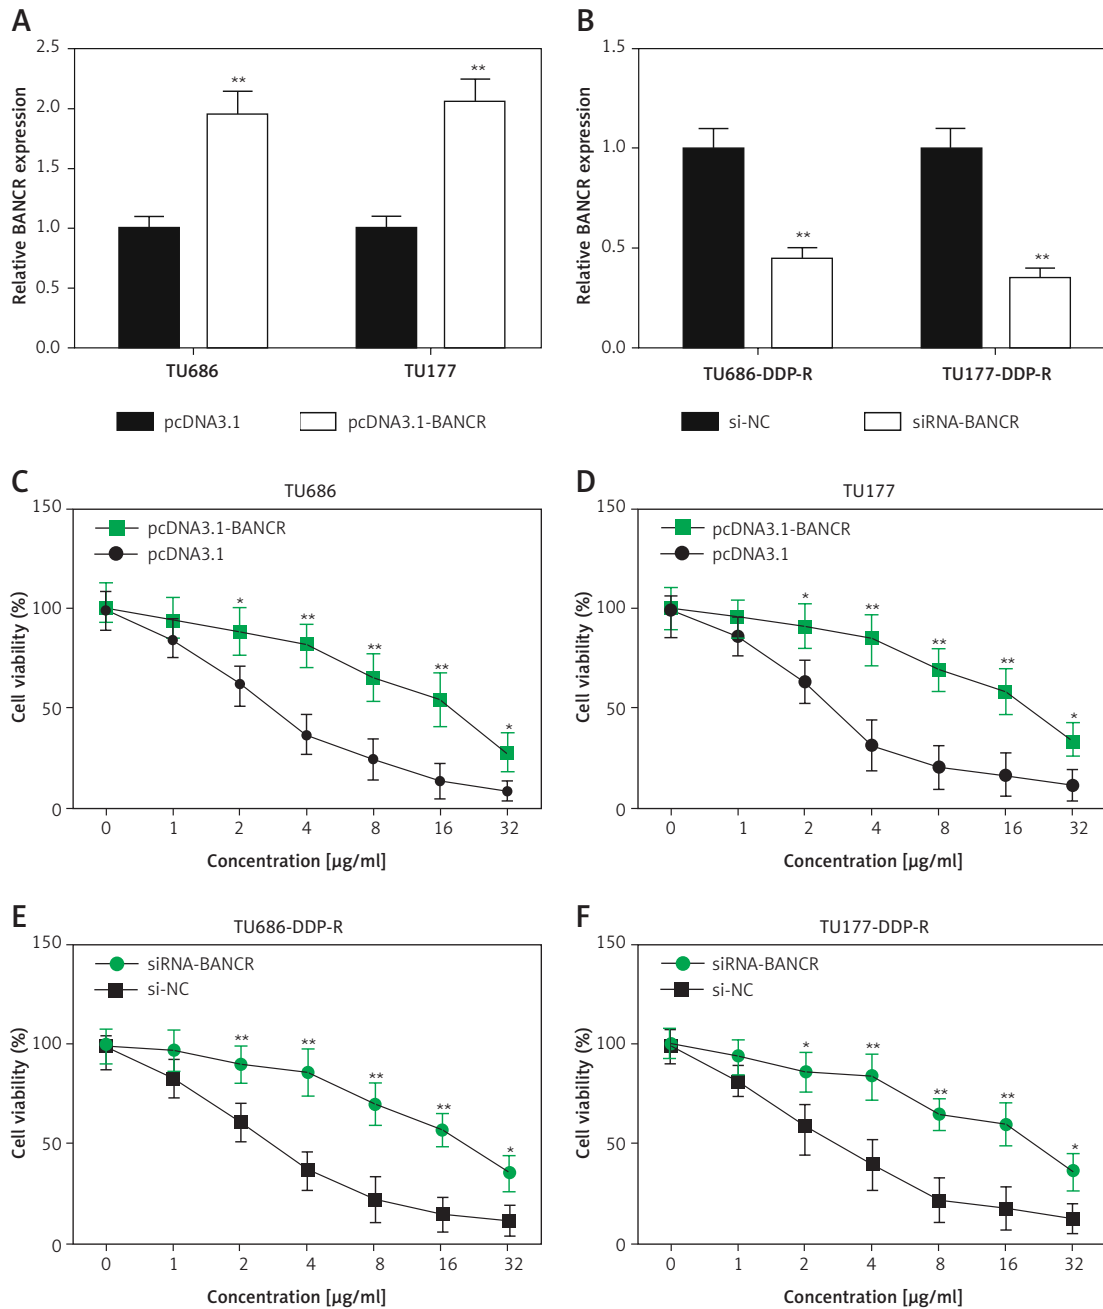 A
Relative BANCR expression
2.5
2.0
1.5
1.0
0.5
0.0
** **
TU686 TU177
pcDNA3.1 pcDNA3.1-BANCR
B
Relative BANCR expression
1.5
1.0
0.5
0.0
** **
TU686-DDP-R TU177-DDP-R
si-NC siRNA-BANCR
C
TU686
Cell viability (%)
150
100
50
0
pcDNA3.1-BANCR
pcDNA3.1
* ** ** ** *
0 1 2 4 8 16 32
Concentration [µg/ml]
D
TU177
Cell viability (%)
150
100
50
0
pcDNA3.1-BANCR
pcDNA3.1
* ** ** ** *
0 1 2 4 8 16 32
Concentration [µg/ml]
E
TU686-DDP-R
Cell viability (%)
150
100
50
0
siRNA-BANCR
si-NC
** ** ** ** *
0 1 2 4 8 16 32
Concentration [µg/ml]
F
TU177-DDP-R
Cell viability (%)
150
100
50
0
siRNA-BANCR
si-NC
* ** ** ** *
0 1 2 4 8 16 32
Concentration [µg/ml]